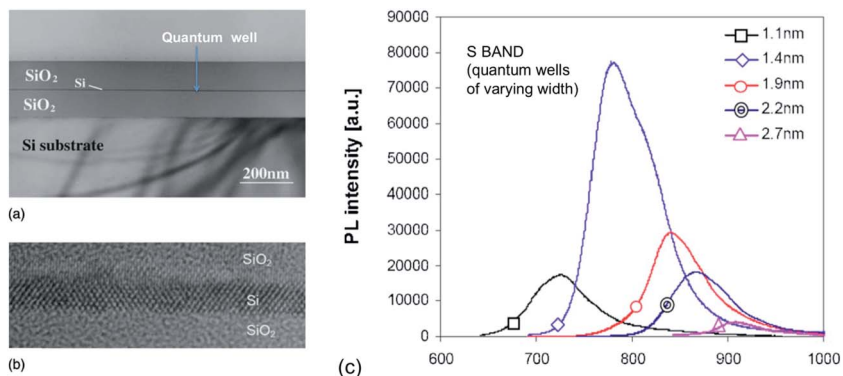 Quantum well
SiO2
Si
SiO2
Si substrate
200nm
(a)
SiO2
Si
SiO2
(b)
90000
80000
70000
60000
50000
40000
30000
20000
10000
0
PL intensity [a.u.]
S BAND
(quantum wells
of varying width)
1.1nm
1.4nm
1.9nm
2.2nm
2.7nm
600
700
800
900
1000
(c)